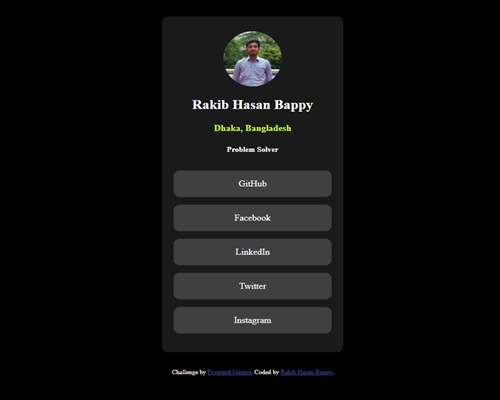 Rakib Hasan Bappy
Dhaka, Bangladesh
Problem Solver
GitHub
Facebook
LinkedIn
Twitter
Instagram
Challenge by Frontend Mentor. Coded by Rakib Hasan Bappy.